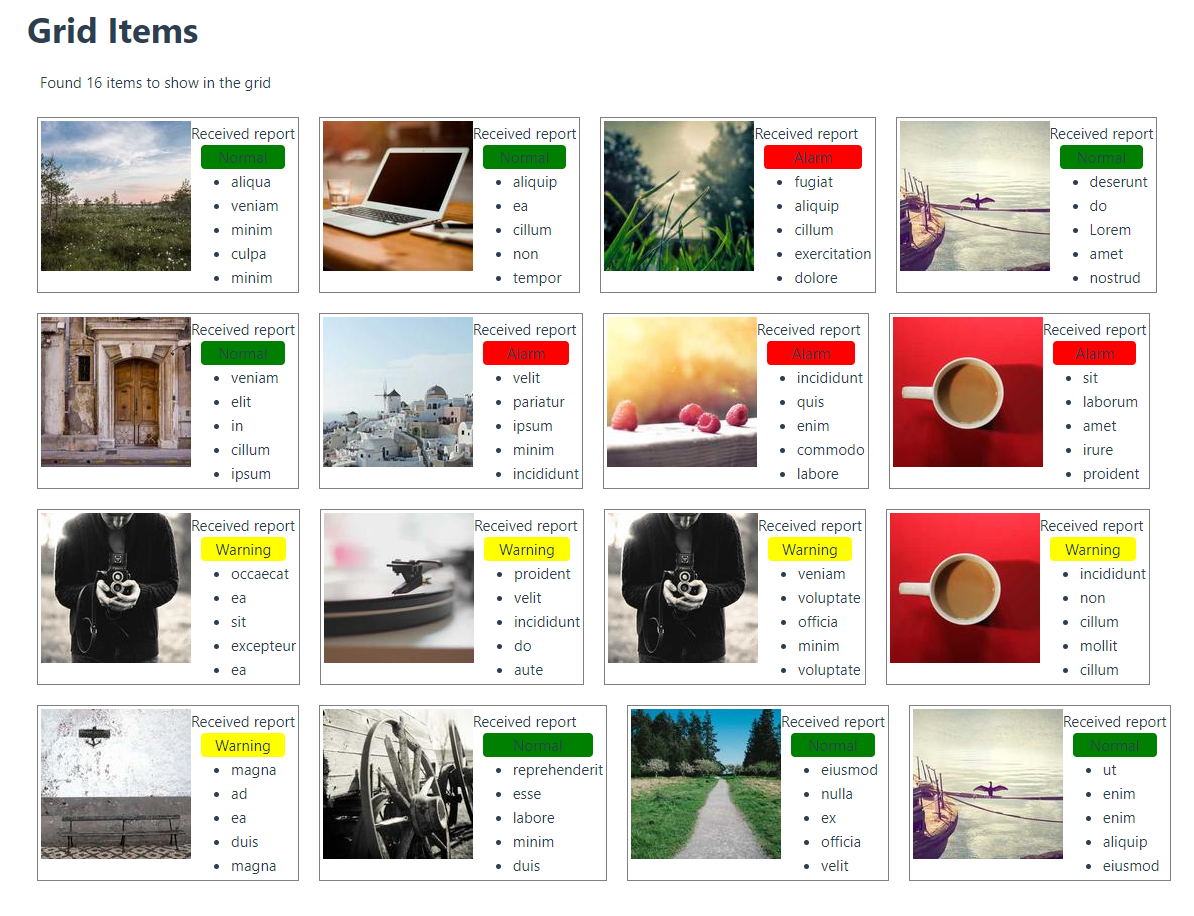 Grid Items
Found 16 items to show in the grid
Received report
Normal
aliqua
veniam
minim
culpa
minim
Received report
Normal
aliquip
ea
cillum
non
tempor
Received report
Alarm
fugiat
aliquip
cillum
exercitation
dolore
Received report
Normal
deserunt
do
Lorem
amet
nostrud
Received report
Normal
veniam
elit
in
cillum
ipsum
Received report
Alarm
velit
pariatur
ipsum
minim
incididunt
Received report
Alarm
incididunt
quis
enim
commodo
labore
Received report
Alarm
sit
laborum
amet
irure
proident
Received report
Warning
occaecat
ea
sit
excepteur
ea
Received report
Warning
proident
velit
incididunt
do
aute
Received report
Warning
veniam
voluptate
officia
minim
voluptate
Received report
Warning
incididunt
non
cillum
mollit
cillum
Received report
Warning
magna
ad
ea
duis
magna
Received report
Normal
reprehenderit
esse
labore
minim
duis
Received report
Normal
eiusmod
nulla
ex
officia
velit
Received report
Normal
ut
enim
enim
aliquip
eiusmod